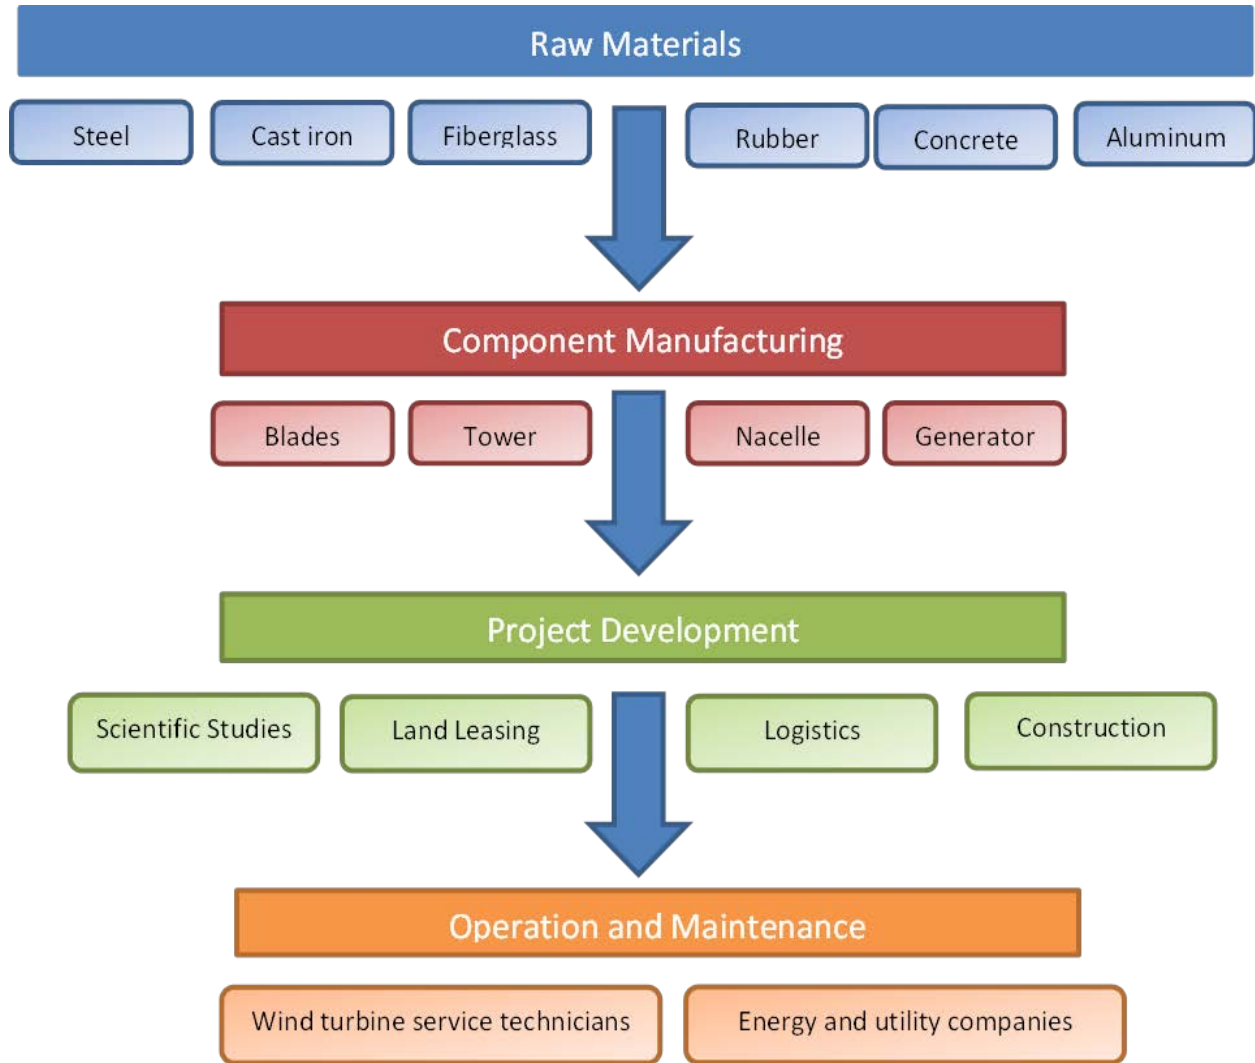 Raw Materials
Steel
Cast iron
Fiberglass
Rubber
Concrete
Aluminum
Component Manufacturing
Blades
Tower
Nacelle
Generator
Project Development
Scientific Studies
Land Leasing
Logistics
Construction
Operation and Maintenance
Wind turbine service technicians
Energy and utility companies